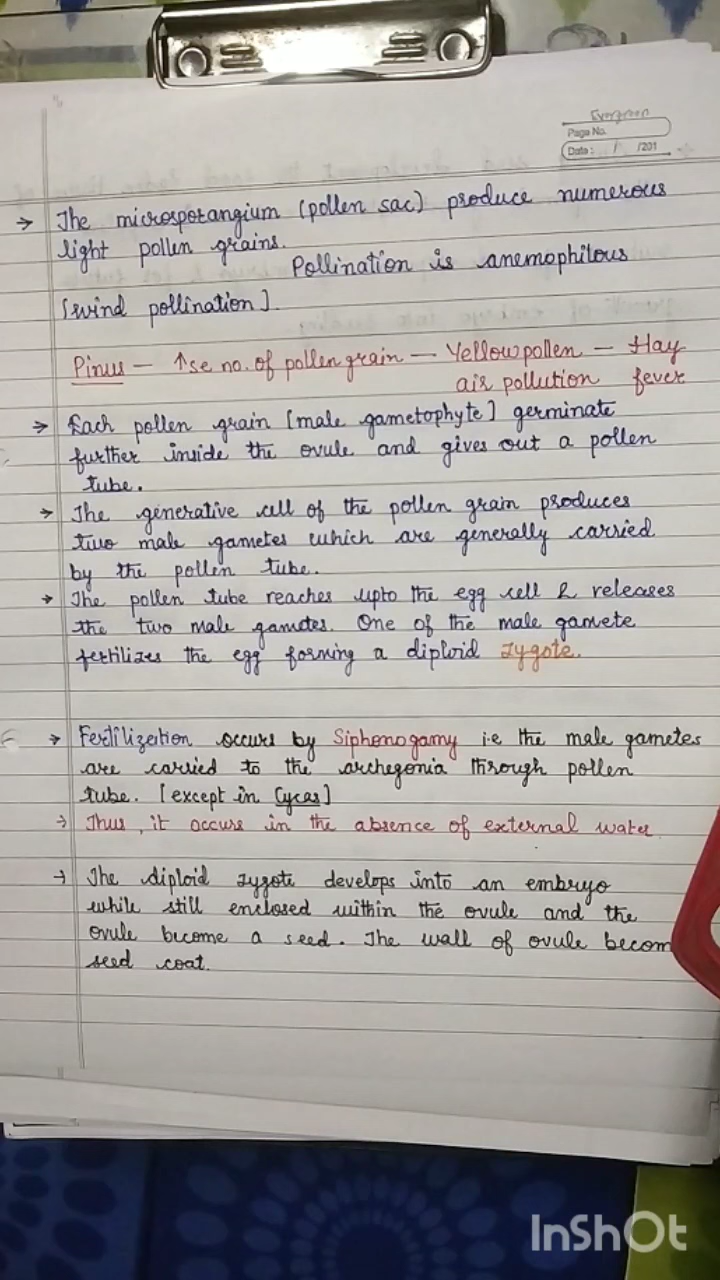 Evergreen
Page No.
Date: / /201
→ The microsporangium (pollen sac) produce numerous
light pollen grains.
Pollination is anemophilous
[wind pollination].
Pinus – ↑se no. of pollen grain – Yellow pollen – Hay
air pollution fever
→ Each pollen grain [male gametophyte] germinate
further inside the ovule and gives out a pollen
tube.
→ The generative cell of the pollen grain produces
two male gametes which are generally carried
by the pollen tube.
→ The pollen tube reaches upto the egg cell & releases
the two male gametes. One of the male gamete
fertilizes the egg forming a diploid zygote.
→ Fertilization occurs by Siphonogamy i.e the male gametes
are carried to the archegonia through pollen
tube. [except in Cycas]
→ Thus, it occurs in the absence of external water.
→ The diploid zygote develops into an embryo
while still enclosed within the ovule and the
ovule become a seed. The wall of ovule becom
seed coat.
InShOt